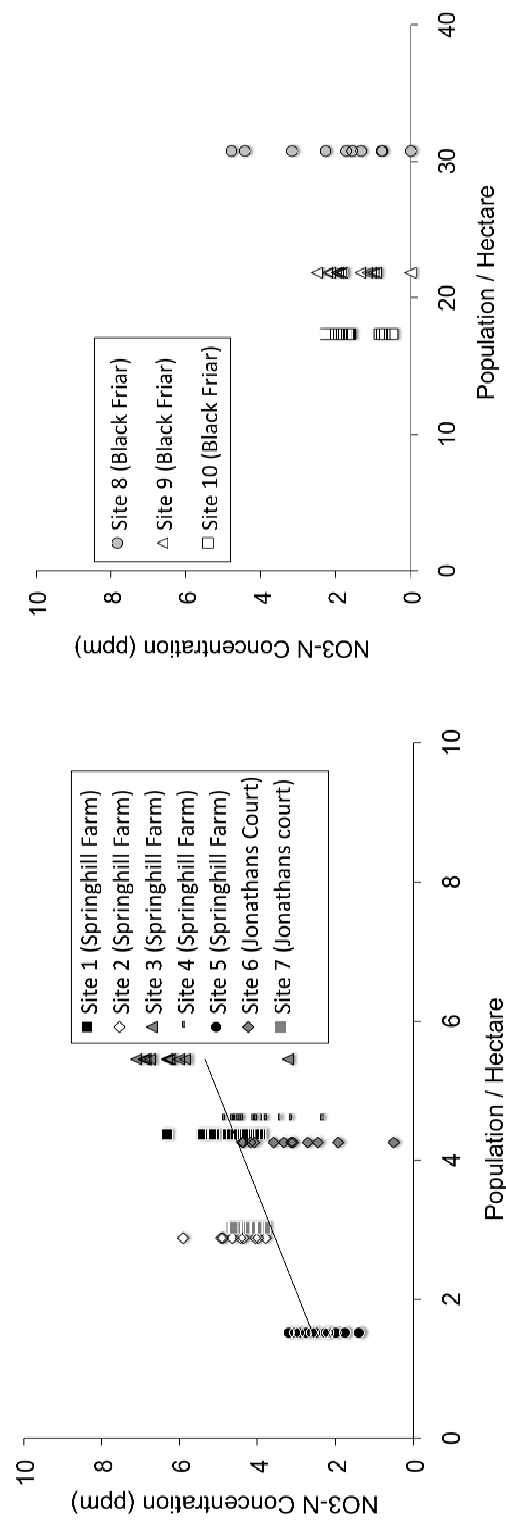 NO3-N Concentration (ppm)
10
8
6
4
2
0
0
2
4
6
8
10
Population / Hectare
Site 1 (Springhill Farm)
Site 2 (Springhill Farm)
Site 3 (Springhill Farm)
Site 4 (Springhill Farm)
Site 5 (Springhill Farm)
Site 6 (Jonathans Court)
Site 7 (Jonathans court)
NO3-N Concentration (ppm)
10
8
6
4
2
0
0
10
20
30
40
Population / Hectare
Site 8 (Black Friar)
Site 9 (Black Friar)
Site 10 (Black Friar)